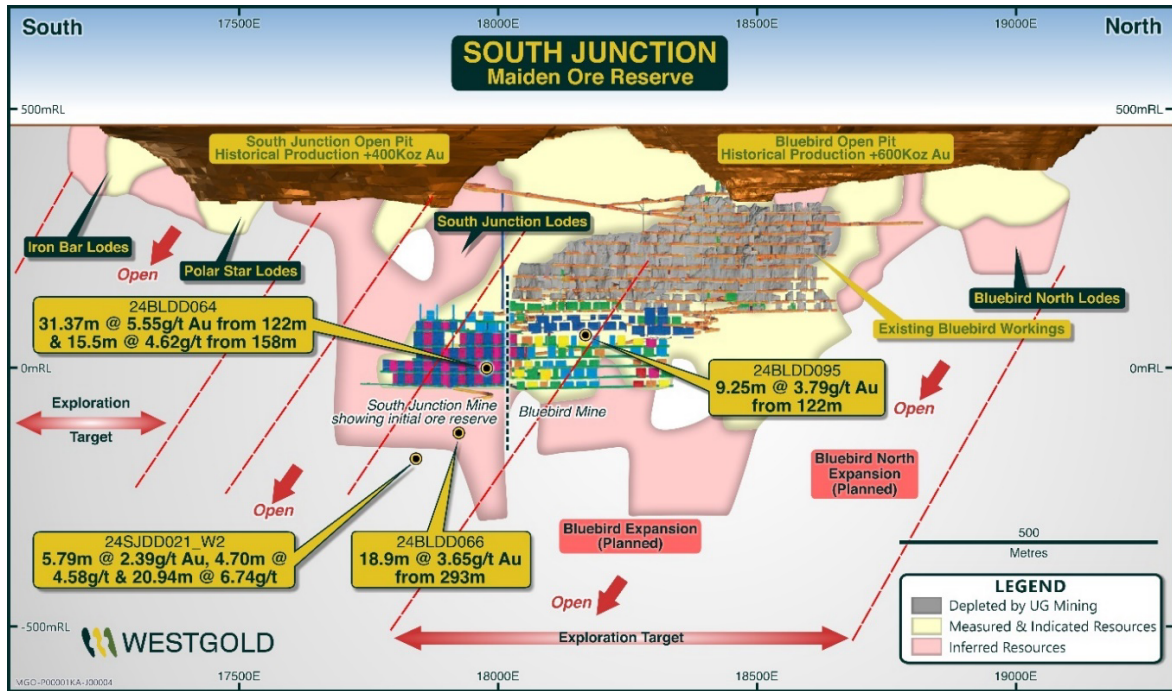 South
17500E
18000E
18500E
19000E
North
SOUTH JUNCTION
Maiden Ore Reserve
500mRL
500mRL
South Junction Open Pit
Historical Production +400Koz Au
Bluebird Open Pit
Historical Production +600Koz Au
South Junction Lodes
Iron Bar Lodes
Open
Polar Star Lodes
Bluebird North Lodes
Existing Bluebird Workings
24BLDD064
31.37m @ 5.55g/t Au from 122m
& 15.5m @ 4.62g/t from 158m
0mRL
0mRL
24BLDD095
9.25m @ 3.79g/t Au
from 122m
Exploration
Target
South Junction Mine
showing initial ore reserve
Bluebird Mine
Open
Open
Bluebird North
Expansion
(Planned)
Bluebird Expansion
(Planned)
24SJDD021_W2
5.79m @ 2.39g/t Au, 4.70m @
4.58g/t & 20.94m @ 6.74g/t
24BLDD066
18.9m @ 3.65g/t Au
from 293m
500
Metres
Open
LEGEND
Depleted by UG Mining
Measured & Indicated Resources
Inferred Resources
-500mRL
WESTGOLD
Exploration Target
MGO-P00001KA-J00004
17500E
18000E
18500E
19000E